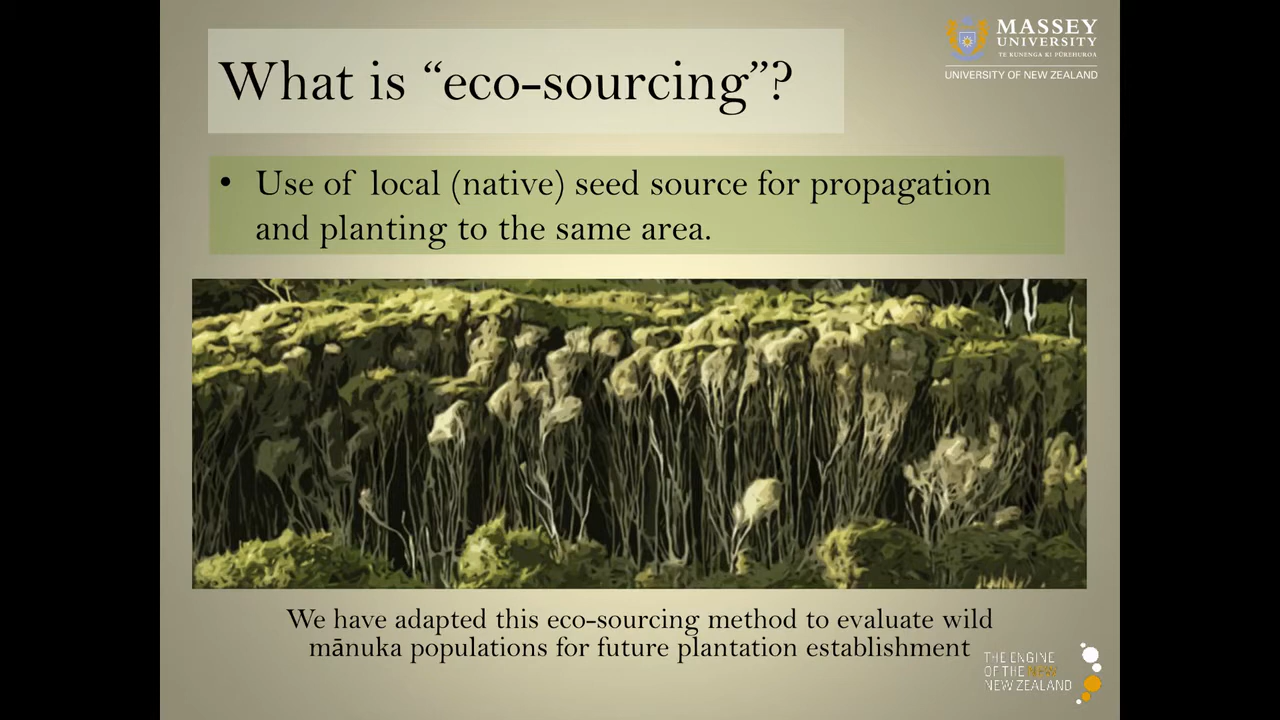 What is “eco-sourcing”?
MASSEY
UNIVERSITY
TE KUNENGA KI PŪREHUROA
UNIVERSITY OF NEW ZEALAND
• Use of local (native) seed source for propagation
and planting to the same area.
We have adapted this eco-sourcing method to evaluate wild
mānuka populations for future plantation establishment
THE ENGINE
OF THE NEW
NEW ZEALAND